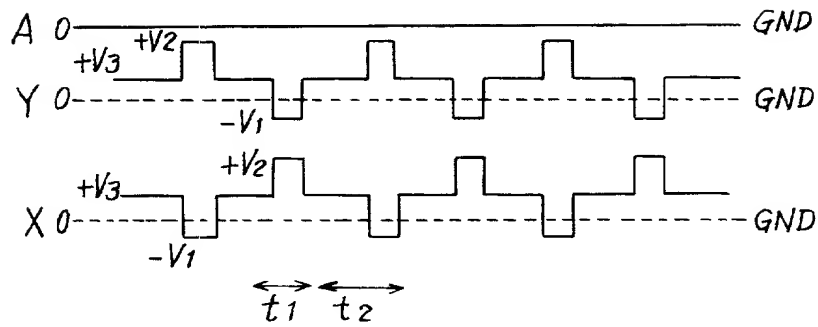 A 0 GND
+V2
+V3
Y 0 GND
-V1
+V2
+V3
X 0 GND
-V1
t1 t2